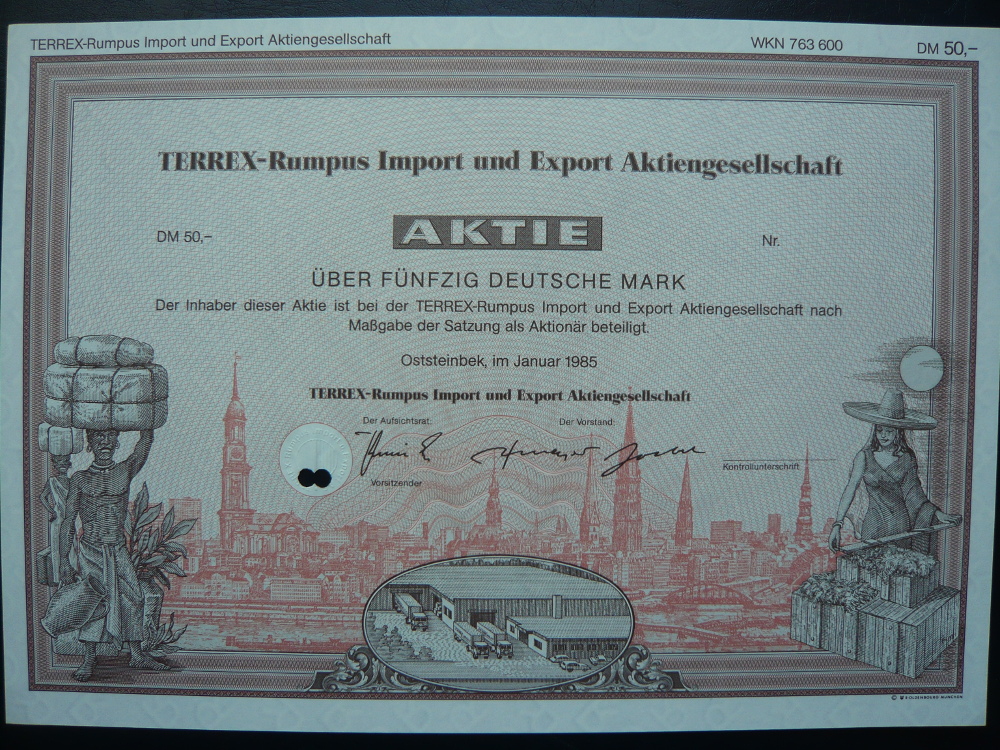 TERREX-Rumpus Import und Export Aktiengesellschaft
WKN 763 600
DM 50,–
TERREX-Rumpus Import und Export Aktiengesellschaft
AKTIE
DM 50,–
Nr.
ÜBER FÜNFZIG DEUTSCHE MARK
Der Inhaber dieser Aktie ist bei der TERREX-Rumpus Import und Export Aktiengesellschaft nach
Maßgabe der Satzung als Aktionär beteiligt.
Oststeinbek, im Januar 1985
TERREX-Rumpus Import und Export Aktiengesellschaft
Der Aufsichtsrat:
Der Vorstand:
Kontrollunterschrift
Vorsitzender
OLDENBOURG MÜNCHEN